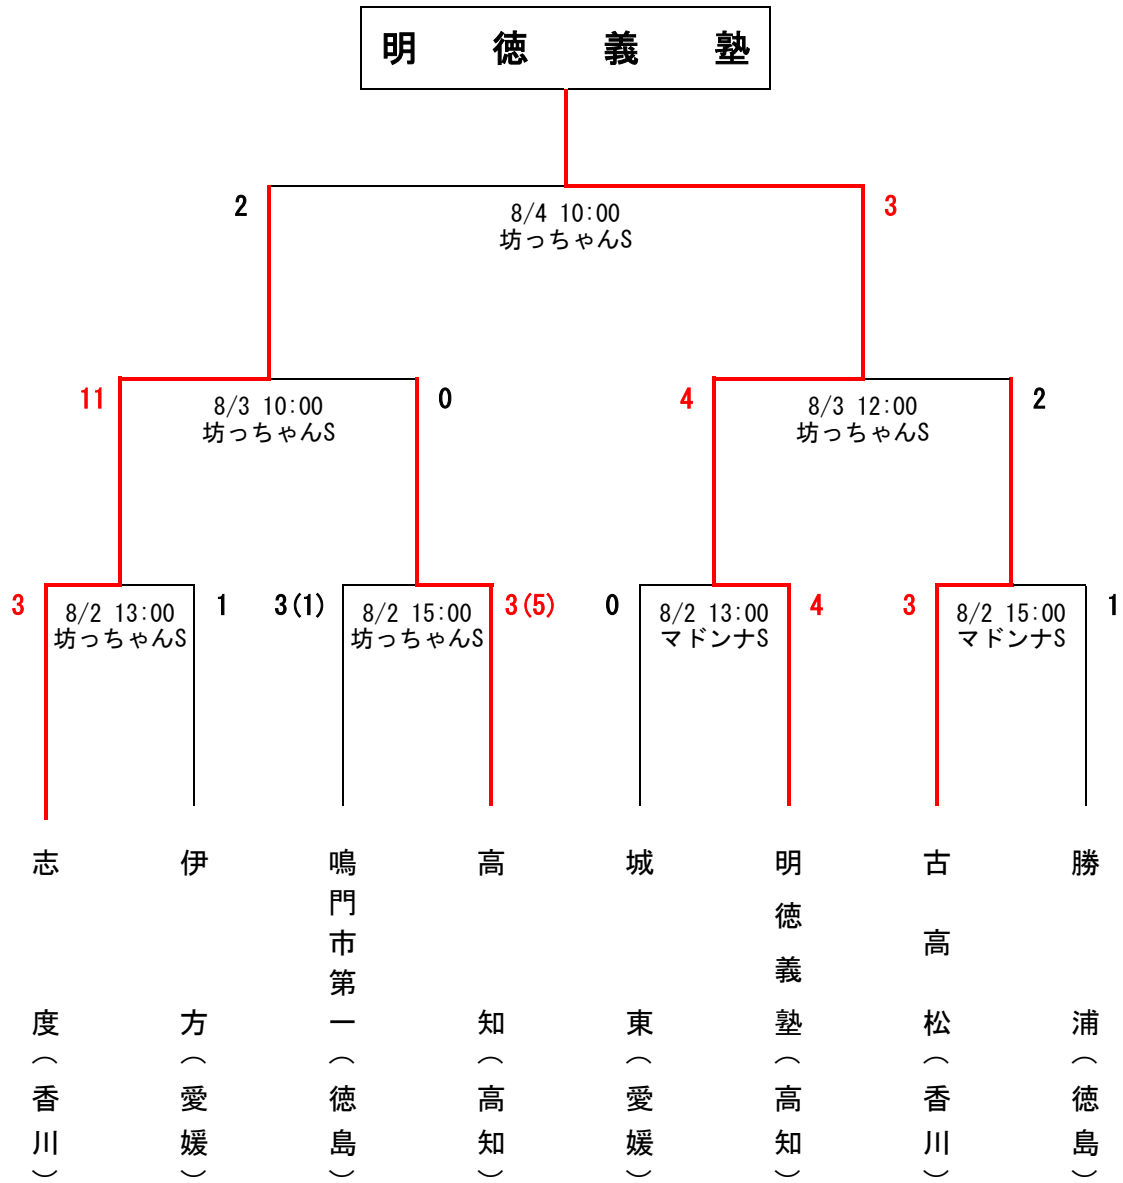 明徳義塾
2
8/4 10:00
坊っちゃんS
3
11
8/3 10:00
坊っちゃんS
0
4
8/3 12:00
坊っちゃんS
2
3
8/2 13:00
坊っちゃんS
1
3(1)
8/2 15:00
坊っちゃんS
3(5)
0
8/2 13:00
マドンナS
4
3
8/2 15:00
マドンナS
1
志度(香川)
伊方(愛媛)
鳴門市第一(徳島)
高知(高知)
城東(愛媛)
明徳義塾(高知)
古高松(香川)
勝浦(徳島)